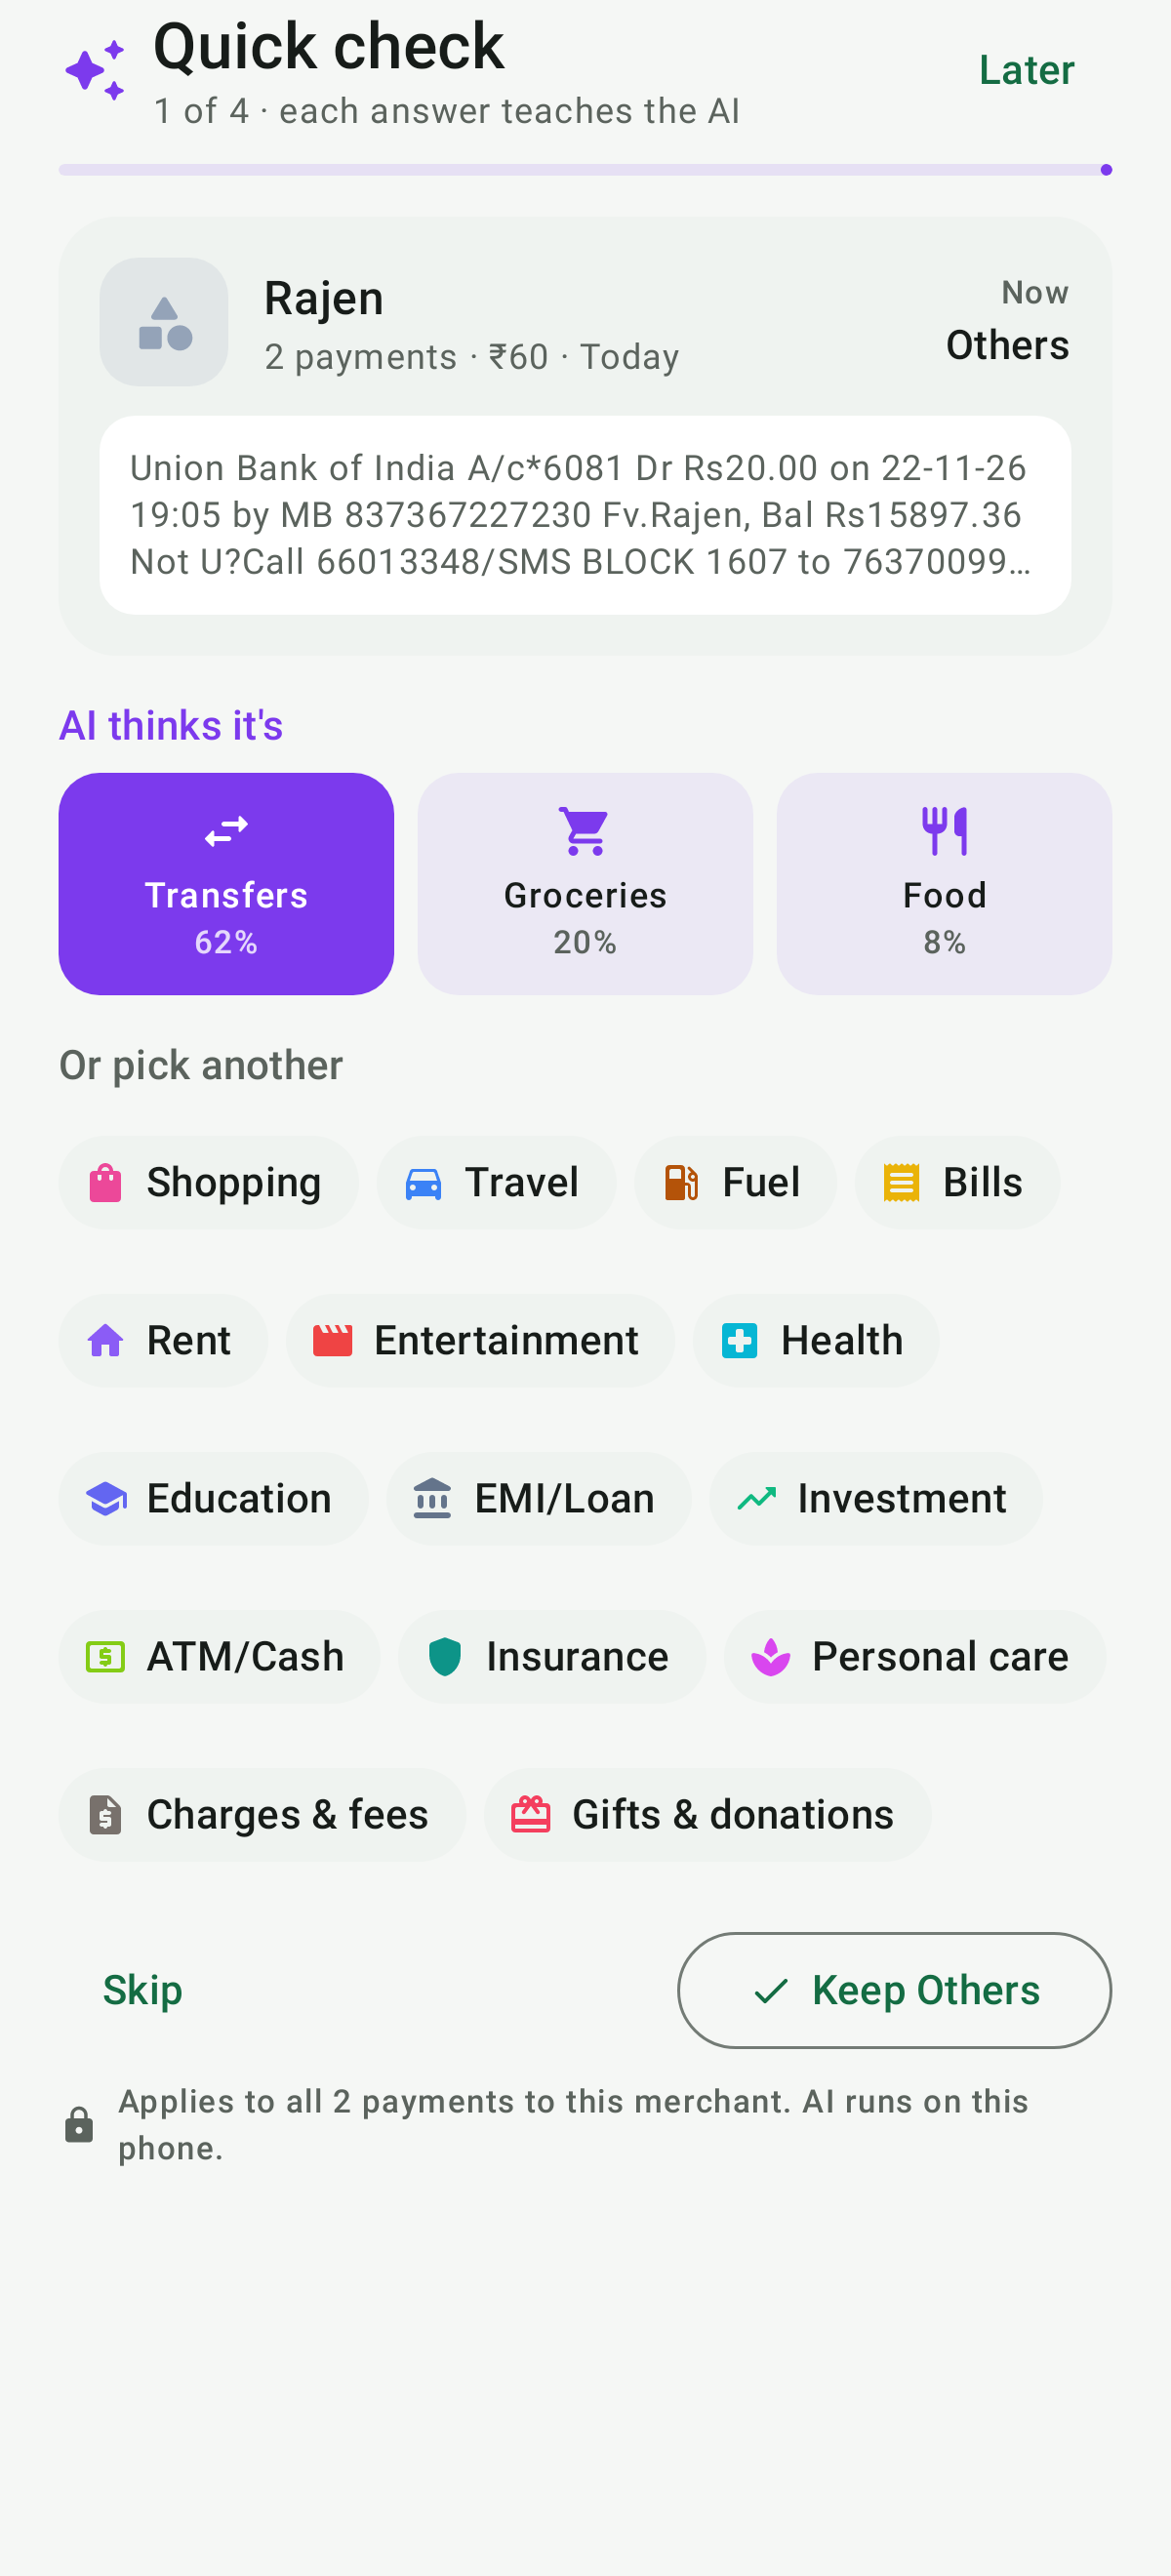 Quick check
Later
1 of 4 · each answer teaches the AI
Rajen
2 payments · ₹60 · Today
Now
Others
Union Bank of India A/c*6081 Dr Rs20.00 on 22-11-26
19:05 by MB 837367227230 Fv.Rajen, Bal Rs15897.36
Not U?Call 66013348/SMS BLOCK 1607 to 76370099…
AI thinks it's
Transfers
62%
Groceries
20%
Food
8%
Or pick another
Shopping
Travel
Fuel
Bills
Rent
Entertainment
Health
Education
EMI/Loan
Investment
ATM/Cash
Insurance
Personal care
Charges & fees
Gifts & donations
Skip
Keep Others
Applies to all 2 payments to this merchant. AI runs on this
phone.